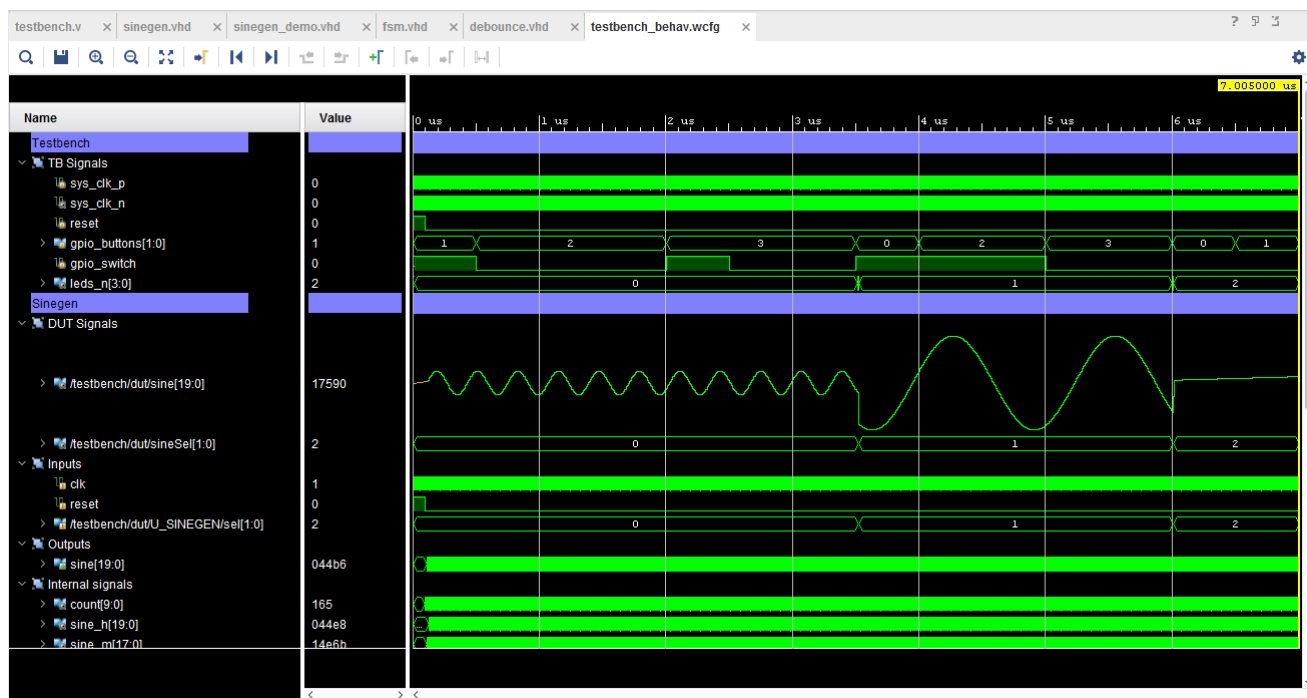 testbench.v × sinegen.vhd × sinegen_demo.vhd × fsm.vhd × debounce.vhd × testbench_behav.wcfg × ?
7.005000 us
Name Value 0 us 1 us 2 us 3 us 4 us 5 us 6 us
Testbench
TB Signals
sys_clk_p 0
sys_clk_n 0
reset 0
gpio_buttons[1:0] 1 1 2 3 0 2 3 0 1
gpio_switch 0
leds_n[3:0] 2 0 1 2
Sinegen
DUT Signals
/testbench/dut/sine[19:0] 17590
/testbench/dut/sineSel[1:0] 2 0 1 2
Inputs
clk 1
reset 0
/testbench/dut/U_SINEGEN/sel[1:0] 2 0 1 2
Outputs
sine[19:0] 044b6
Internal signals
count[9:0] 165
sine_h[19:0] 044e8 ...
sine_m[17:0] 14e6b